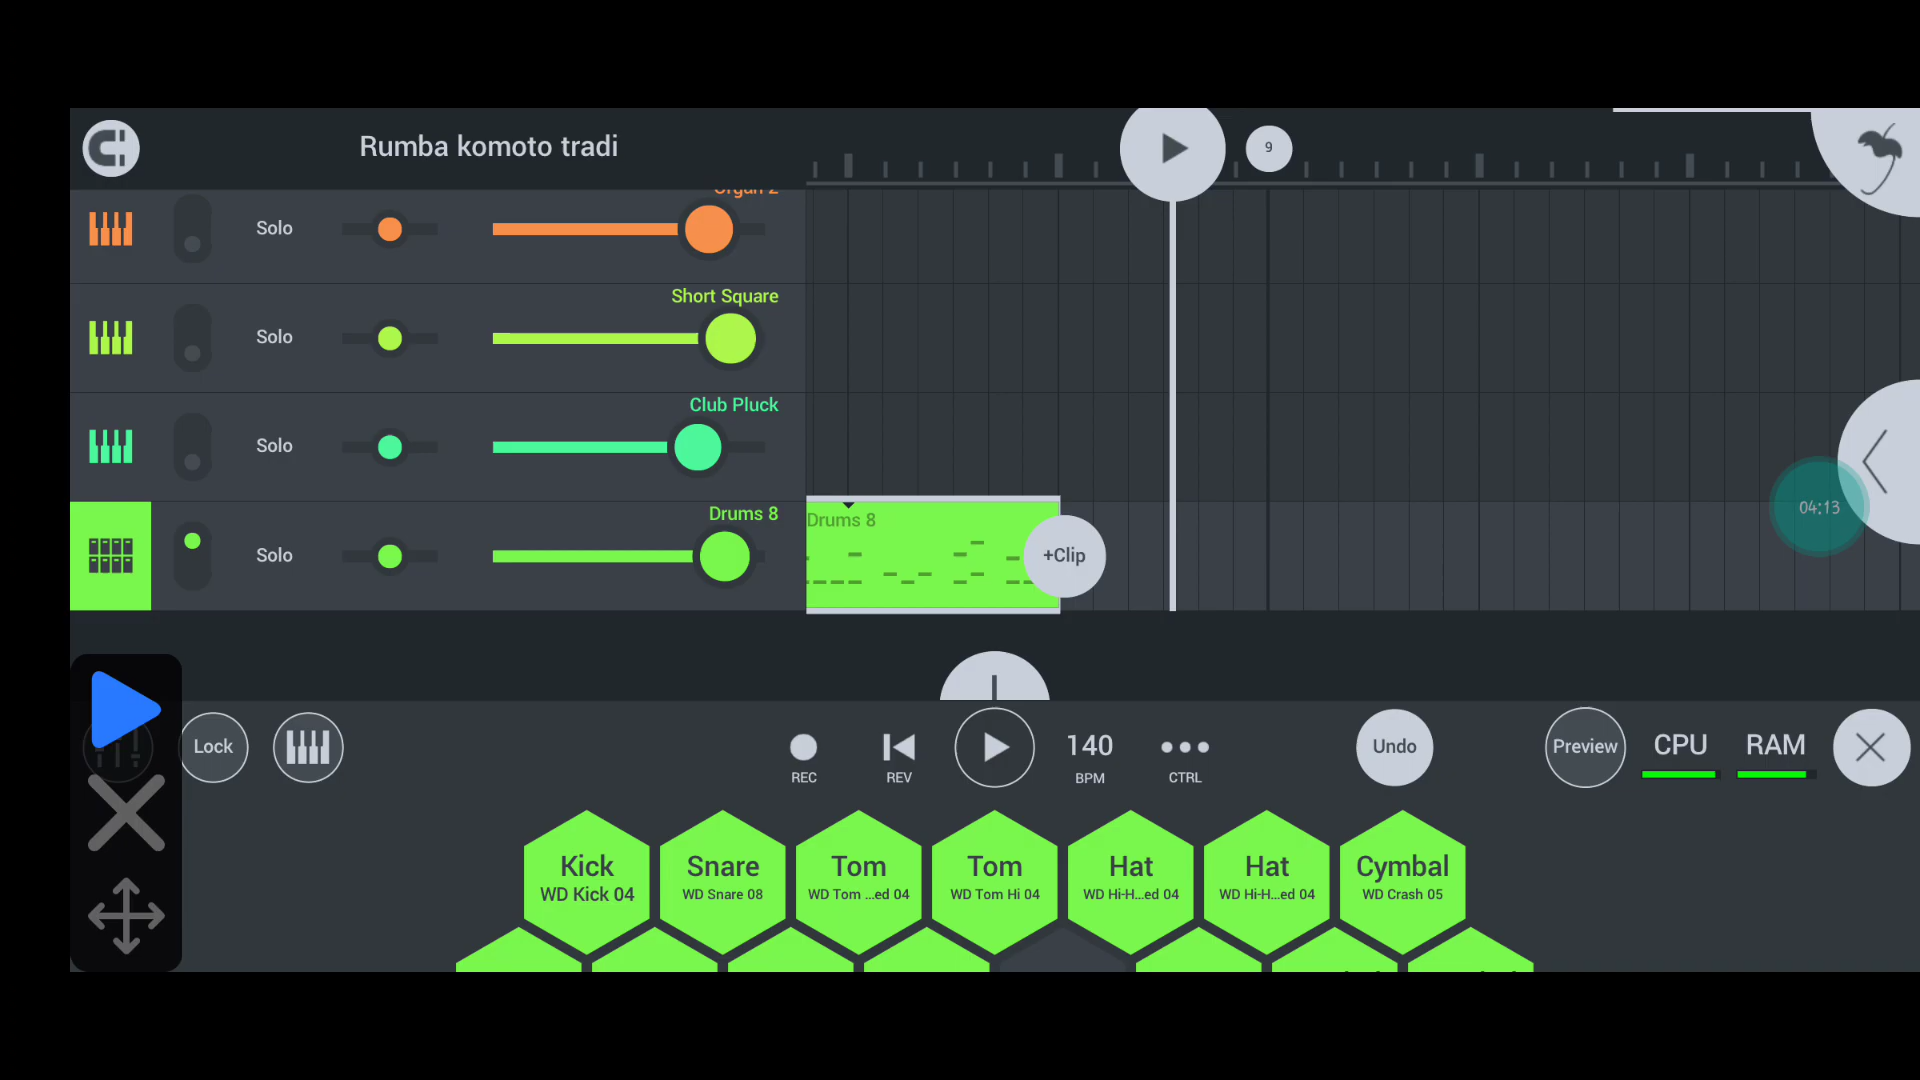 Rumba komoto tradi
9
Organ 2
Solo
Short Square
Solo
Club Pluck
Solo
Drums 8
Solo
Drums 8
+Clip
04:13
Lock
REC
REV
140
BPM
CTRL
Undo
Preview
CPU
RAM
Kick
WD Kick 04
Snare
WD Snare 08
Tom
WD Tom ...ed 04
Tom
WD Tom Hi 04
Hat
WD Hi-H...ed 04
Hat
WD Hi-H...ed 04
Cymbal
WD Crash 05